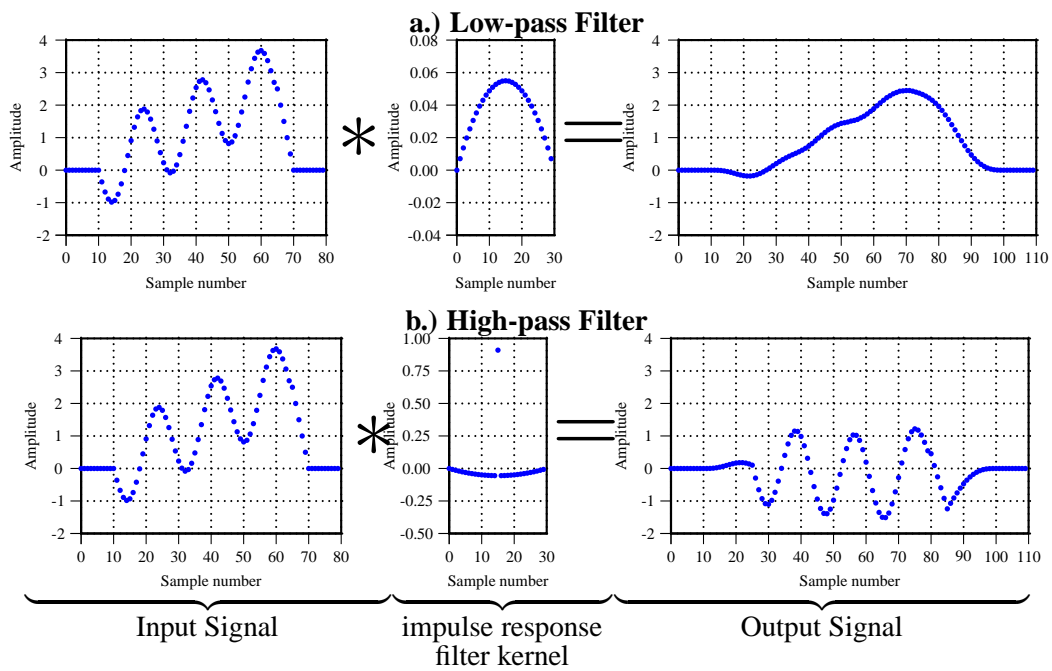 a.) Low-pass Filter
4
3
2
1
0
-1
-2
0 10 20 30 40 50 60 70 80
Sample number
Amplitude
*
0.08
0.06
0.04
0.02
0.00
-0.02
-0.04
0 10 20 30
Sample number
Amplitude
=
4
3
2
1
0
-1
-2
0 10 20 30 40 50 60 70 80 90 100 110
Sample number
Amplitude
b.) High-pass Filter
4
3
2
1
0
-1
-2
0 10 20 30 40 50 60 70 80
Sample number
Amplitude
*
1.00
0.75
0.50
0.25
0.00
-0.25
-0.50
0 10 20 30
Sample number
Amplitude
=
4
3
2
1
0
-1
-2
0 10 20 30 40 50 60 70 80 90 100 110
Sample number
Amplitude
Input Signal
impulse response
filter kernel
Output Signal